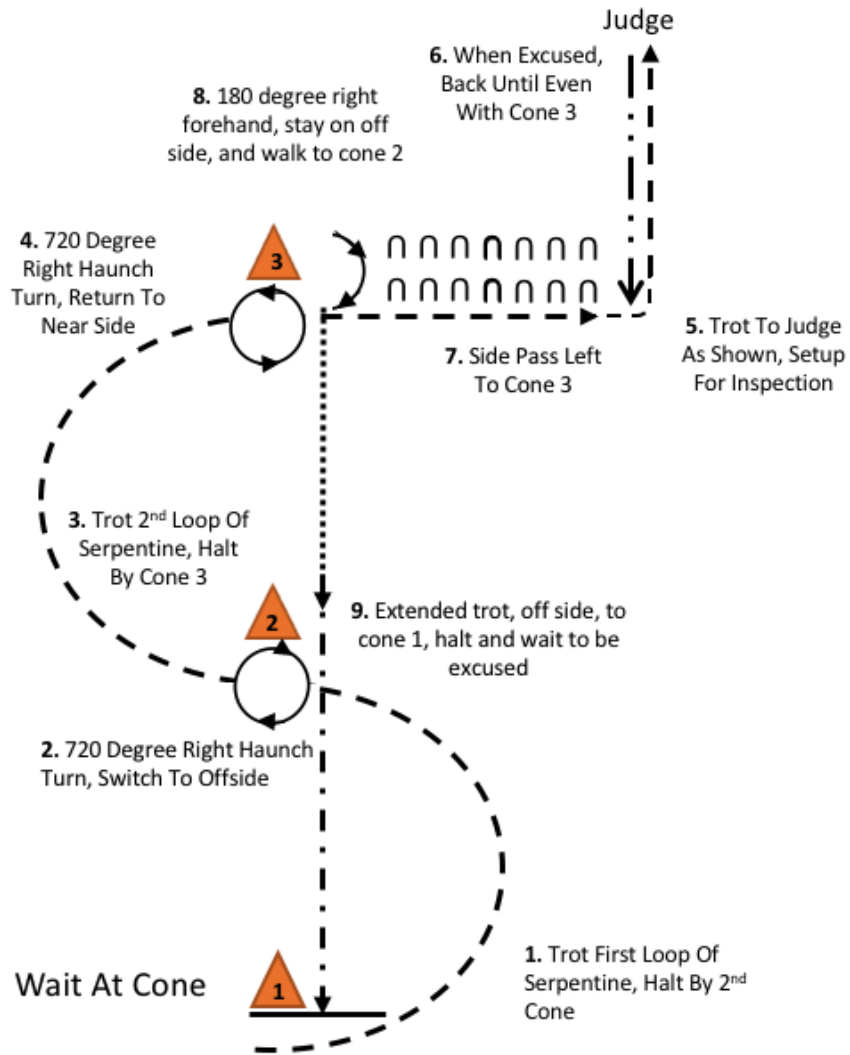 Judge
6. When Excused,
Back Until Even
With Cone 3
8. 180 degree right
forehand, stay on off
side, and walk to cone 2
4. 720 Degree
Right Haunch
Turn, Return To
Near Side
3
5. Trot To Judge
As Shown, Setup
For Inspection
7. Side Pass Left
To Cone 3
3. Trot 2nd Loop Of
Serpentine, Halt
By Cone 3
2
9. Extended trot, off side, to
cone 1, halt and wait to be
excused
2. 720 Degree Right Haunch
Turn, Switch To Offside
1. Trot First Loop Of
Serpentine, Halt By 2nd
Cone
Wait At Cone
1